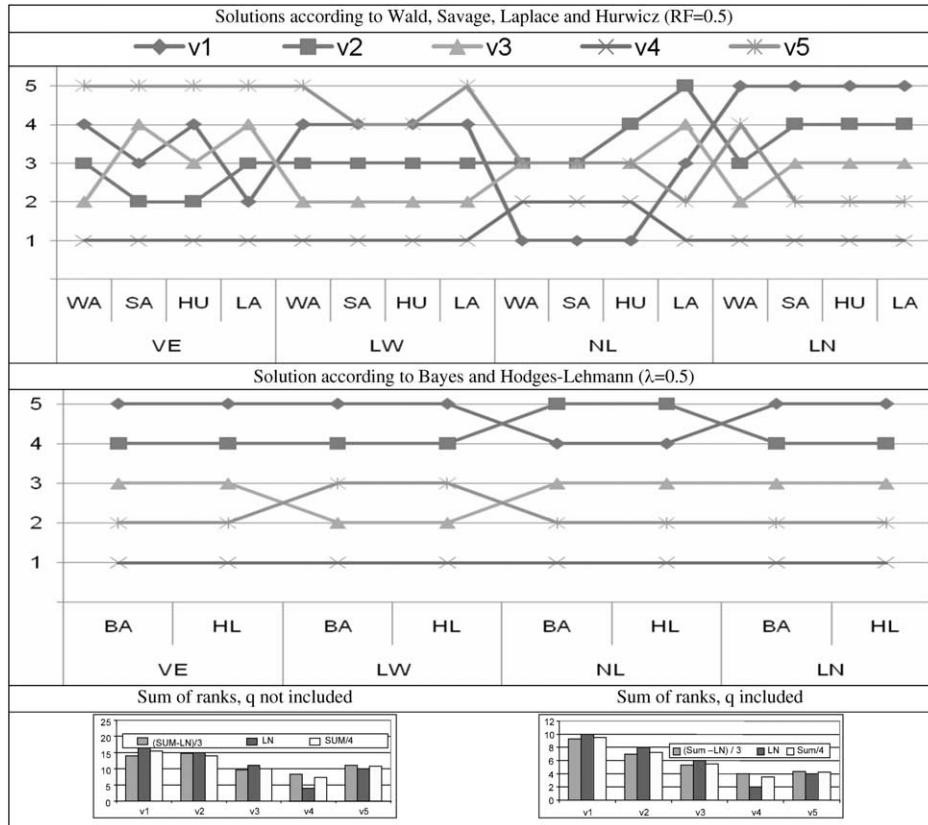 Solutions according to Wald, Savage, Laplace and Hurwicz (RF=0.5)
v1 v2 v3 v4 v5
5
4
3
2
1
WA SA HU LA WA SA HU LA WA SA HU LA WA SA HU LA
VE LW NL LN
Solution according to Bayes and Hodges-Lehmann (λ=0.5)
5
4
3
2
1
BA HL BA HL BA HL BA HL
VE LW NL LN
Sum of ranks, q not included Sum of ranks, q included
25
20
15
10
5
0
(SUM-LN)/3 LN SUM/4
v1 v2 v3 v4 v5
12
10
8
6
4
2
0
(Sum –LN) / 3 LN Sum/4
v1 v2 v3 v4 v5